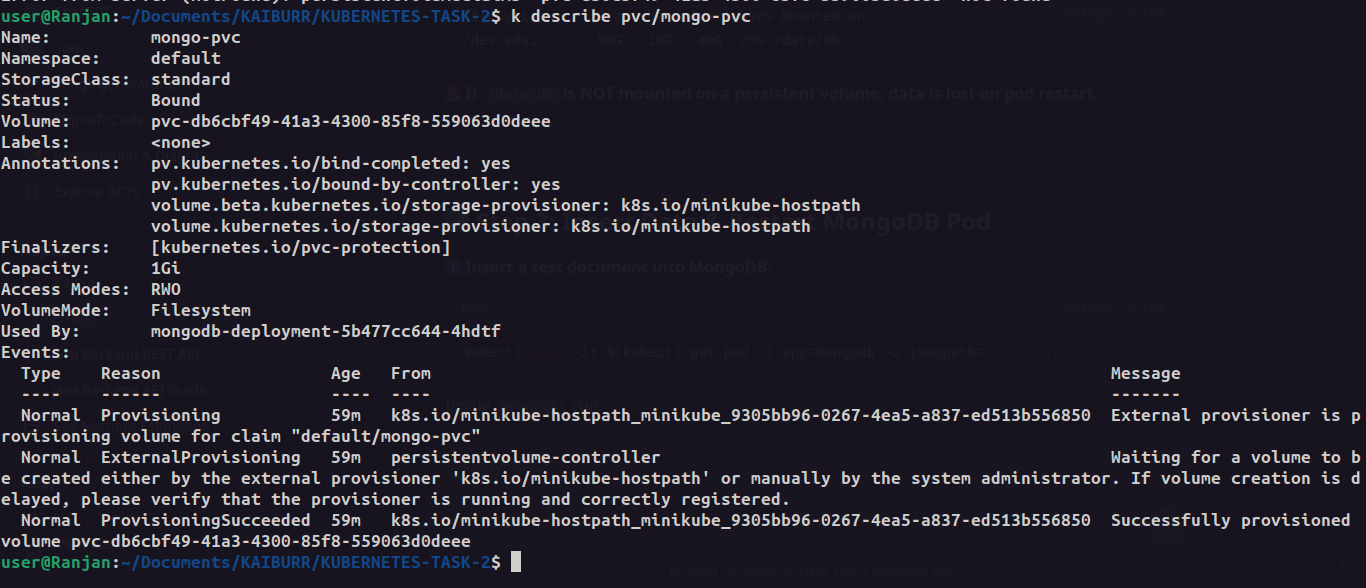 user@Ranjan:~/Documents/KAIBURR/KUBERNETES-TASK-2$ k describe pvc/mongo-pvc
Name:          mongo-pvc
Namespace:     default
StorageClass:  standard
Status:        Bound
Volume:        pvc-db6cbf49-41a3-4300-85f8-559063d0deee
Labels:        <none>
Annotations:   pv.kubernetes.io/bind-completed: yes
               pv.kubernetes.io/bound-by-controller: yes
               volume.beta.kubernetes.io/storage-provisioner: k8s.io/minikube-hostpath
               volume.kubernetes.io/storage-provisioner: k8s.io/minikube-hostpath
Finalizers:    [kubernetes.io/pvc-protection]
Capacity:      1Gi
Access Modes:  RWO
VolumeMode:    Filesystem
Used By:       mongodb-deployment-5b477cc644-4hdtf
Events:
  Type    Reason                 Age   From                                                                    Message
  ----    ------                 ----  ----                                                                    -------
  Normal  Provisioning           59m   k8s.io/minikube-hostpath_minikube_9305bb96-0267-4ea5-a837-ed513b556850  External provisioner is p
rovisioning volume for claim "default/mongo-pvc"
  Normal  ExternalProvisioning   59m   persistentvolume-controller                                             Waiting for a volume to b
e created either by the external provisioner 'k8s.io/minikube-hostpath' or manually by the system administrator. If volume creation is d
elayed, please verify that the provisioner is running and correctly registered.
  Normal  ProvisioningSucceeded  59m   k8s.io/minikube-hostpath_minikube_9305bb96-0267-4ea5-a837-ed513b556850  Successfully provisioned
volume pvc-db6cbf49-41a3-4300-85f8-559063d0deee
user@Ranjan:~/Documents/KAIBURR/KUBERNETES-TASK-2$